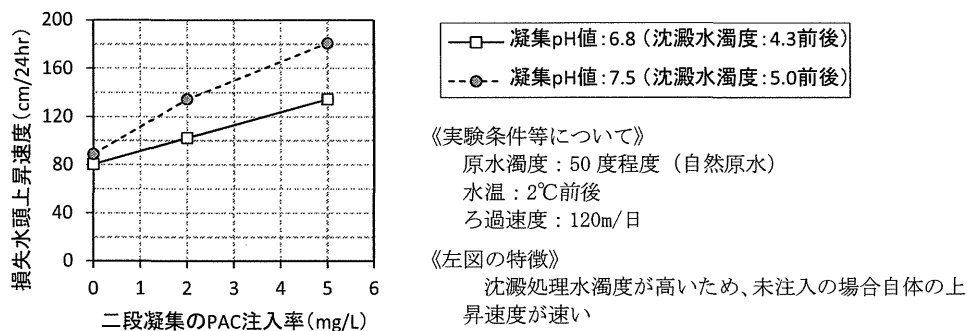 損失水頭上昇速度(cm/24hr)
200
160
120
80
40
0
0 1 2 3 4 5 6
二段凝集のPAC注入率(mg/L)
凝集pH値:6.8(沈澱水濁度:4.3前後)
凝集pH値:7.5(沈澱水濁度:5.0前後)
《実験条件等について》
原水濁度:50度程度(自然原水)
水温:2℃前後
ろ過速度:120m/日
《左図の特徴》
沈澱処理水濁度が高いため、未注入の場合自体の上
昇速度が速い